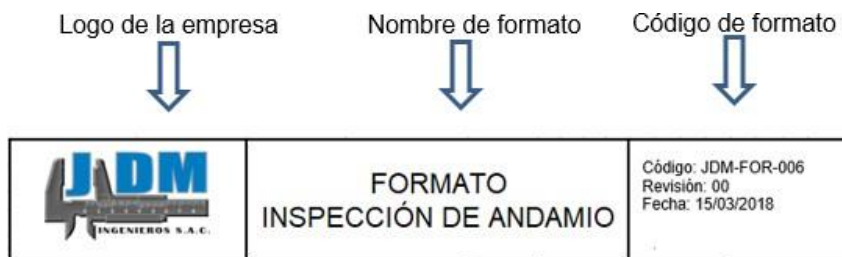 Logo de la empresa
Nombre de formato
Código de formato
JDM
INGENIEROS S.A.C.
FORMATO
INSPECCIÓN DE ANDAMIO
Código: JDM-FOR-006
Revisión: 00
Fecha: 15/03/2018